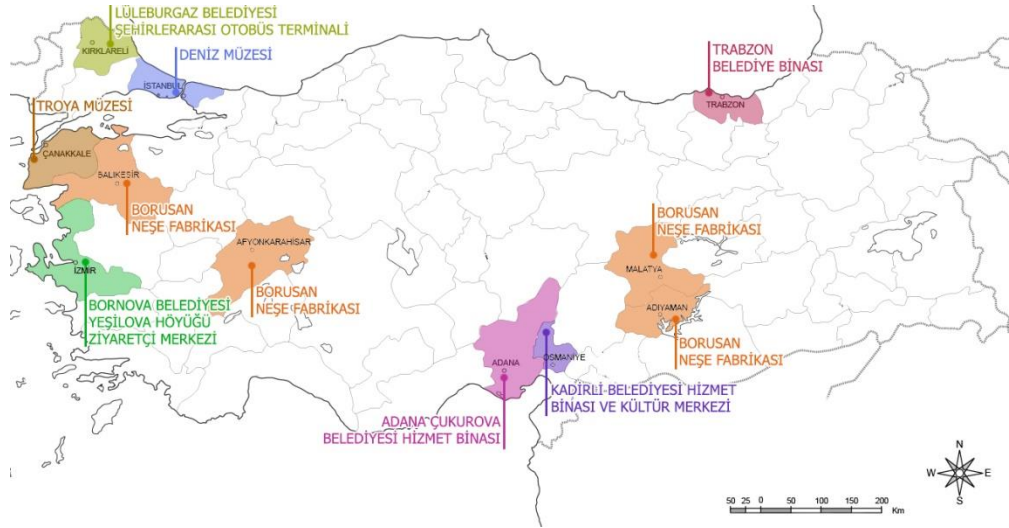 LÜLEBURGAZ BELEDİYESİ
ŞEHİRLERARASI OTOBÜS TERMİNALİ
KIRKLARELİ
DENİZ MÜZESİ
İSTANBUL
TRABZON
BELEDİYE BİNASI
TRABZON
TROYA MÜZESİ
ÇANAKKALE
BALIKESİR
BORUSAN
NEŞE FABRİKASI
AFYONKARAHİSAR
BORUSAN
NEŞE FABRİKASI
İZMİR
BORNOVA BELEDİYESİ
YEŞİLOVA HÖYÜĞÜ
ZİYARETÇİ MERKEZİ
BORUSAN
NEŞE FABRİKASI
MALATYA
ADIYAMAN
BORUSAN
NEŞE FABRİKASI
ADANA
OSMANİYE
KADİRLİ BELEDİYESİ HİZMET
BİNASI VE KÜLTÜR MERKEZİ
ADANA ÇUKUROVA
BELEDİYESİ HİZMET BİNASI
N
W E
S
50 25 0 50 100 150 200
Km